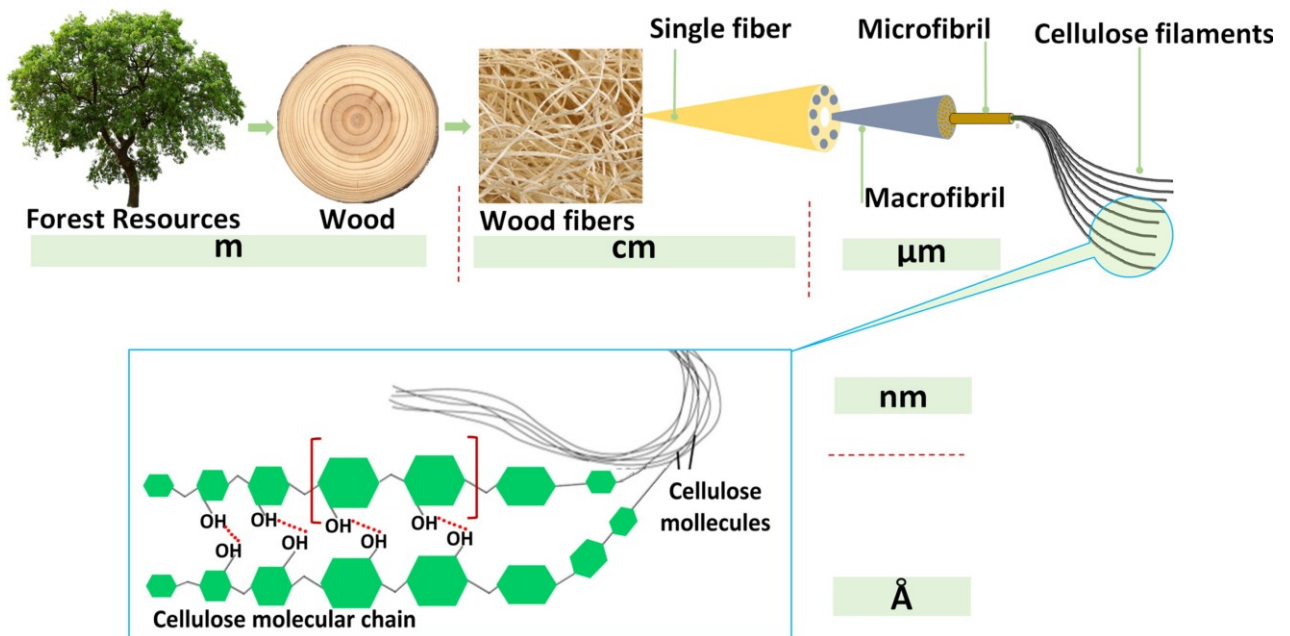 Single fiber
Microfibril
Cellulose filaments
Macrofibril
Forest Resources
Wood
Wood fibers
m
cm
µm
nm
Cellulose
mollecules
OH
OH
OH
OH
OH
OH
OH
OH
Cellulose molecular chain
Å